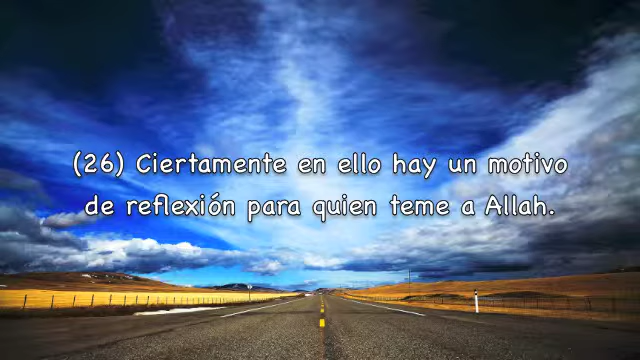 (26) Ciertamente en ello hay un motivo
de reflexión para quien teme a Allah.